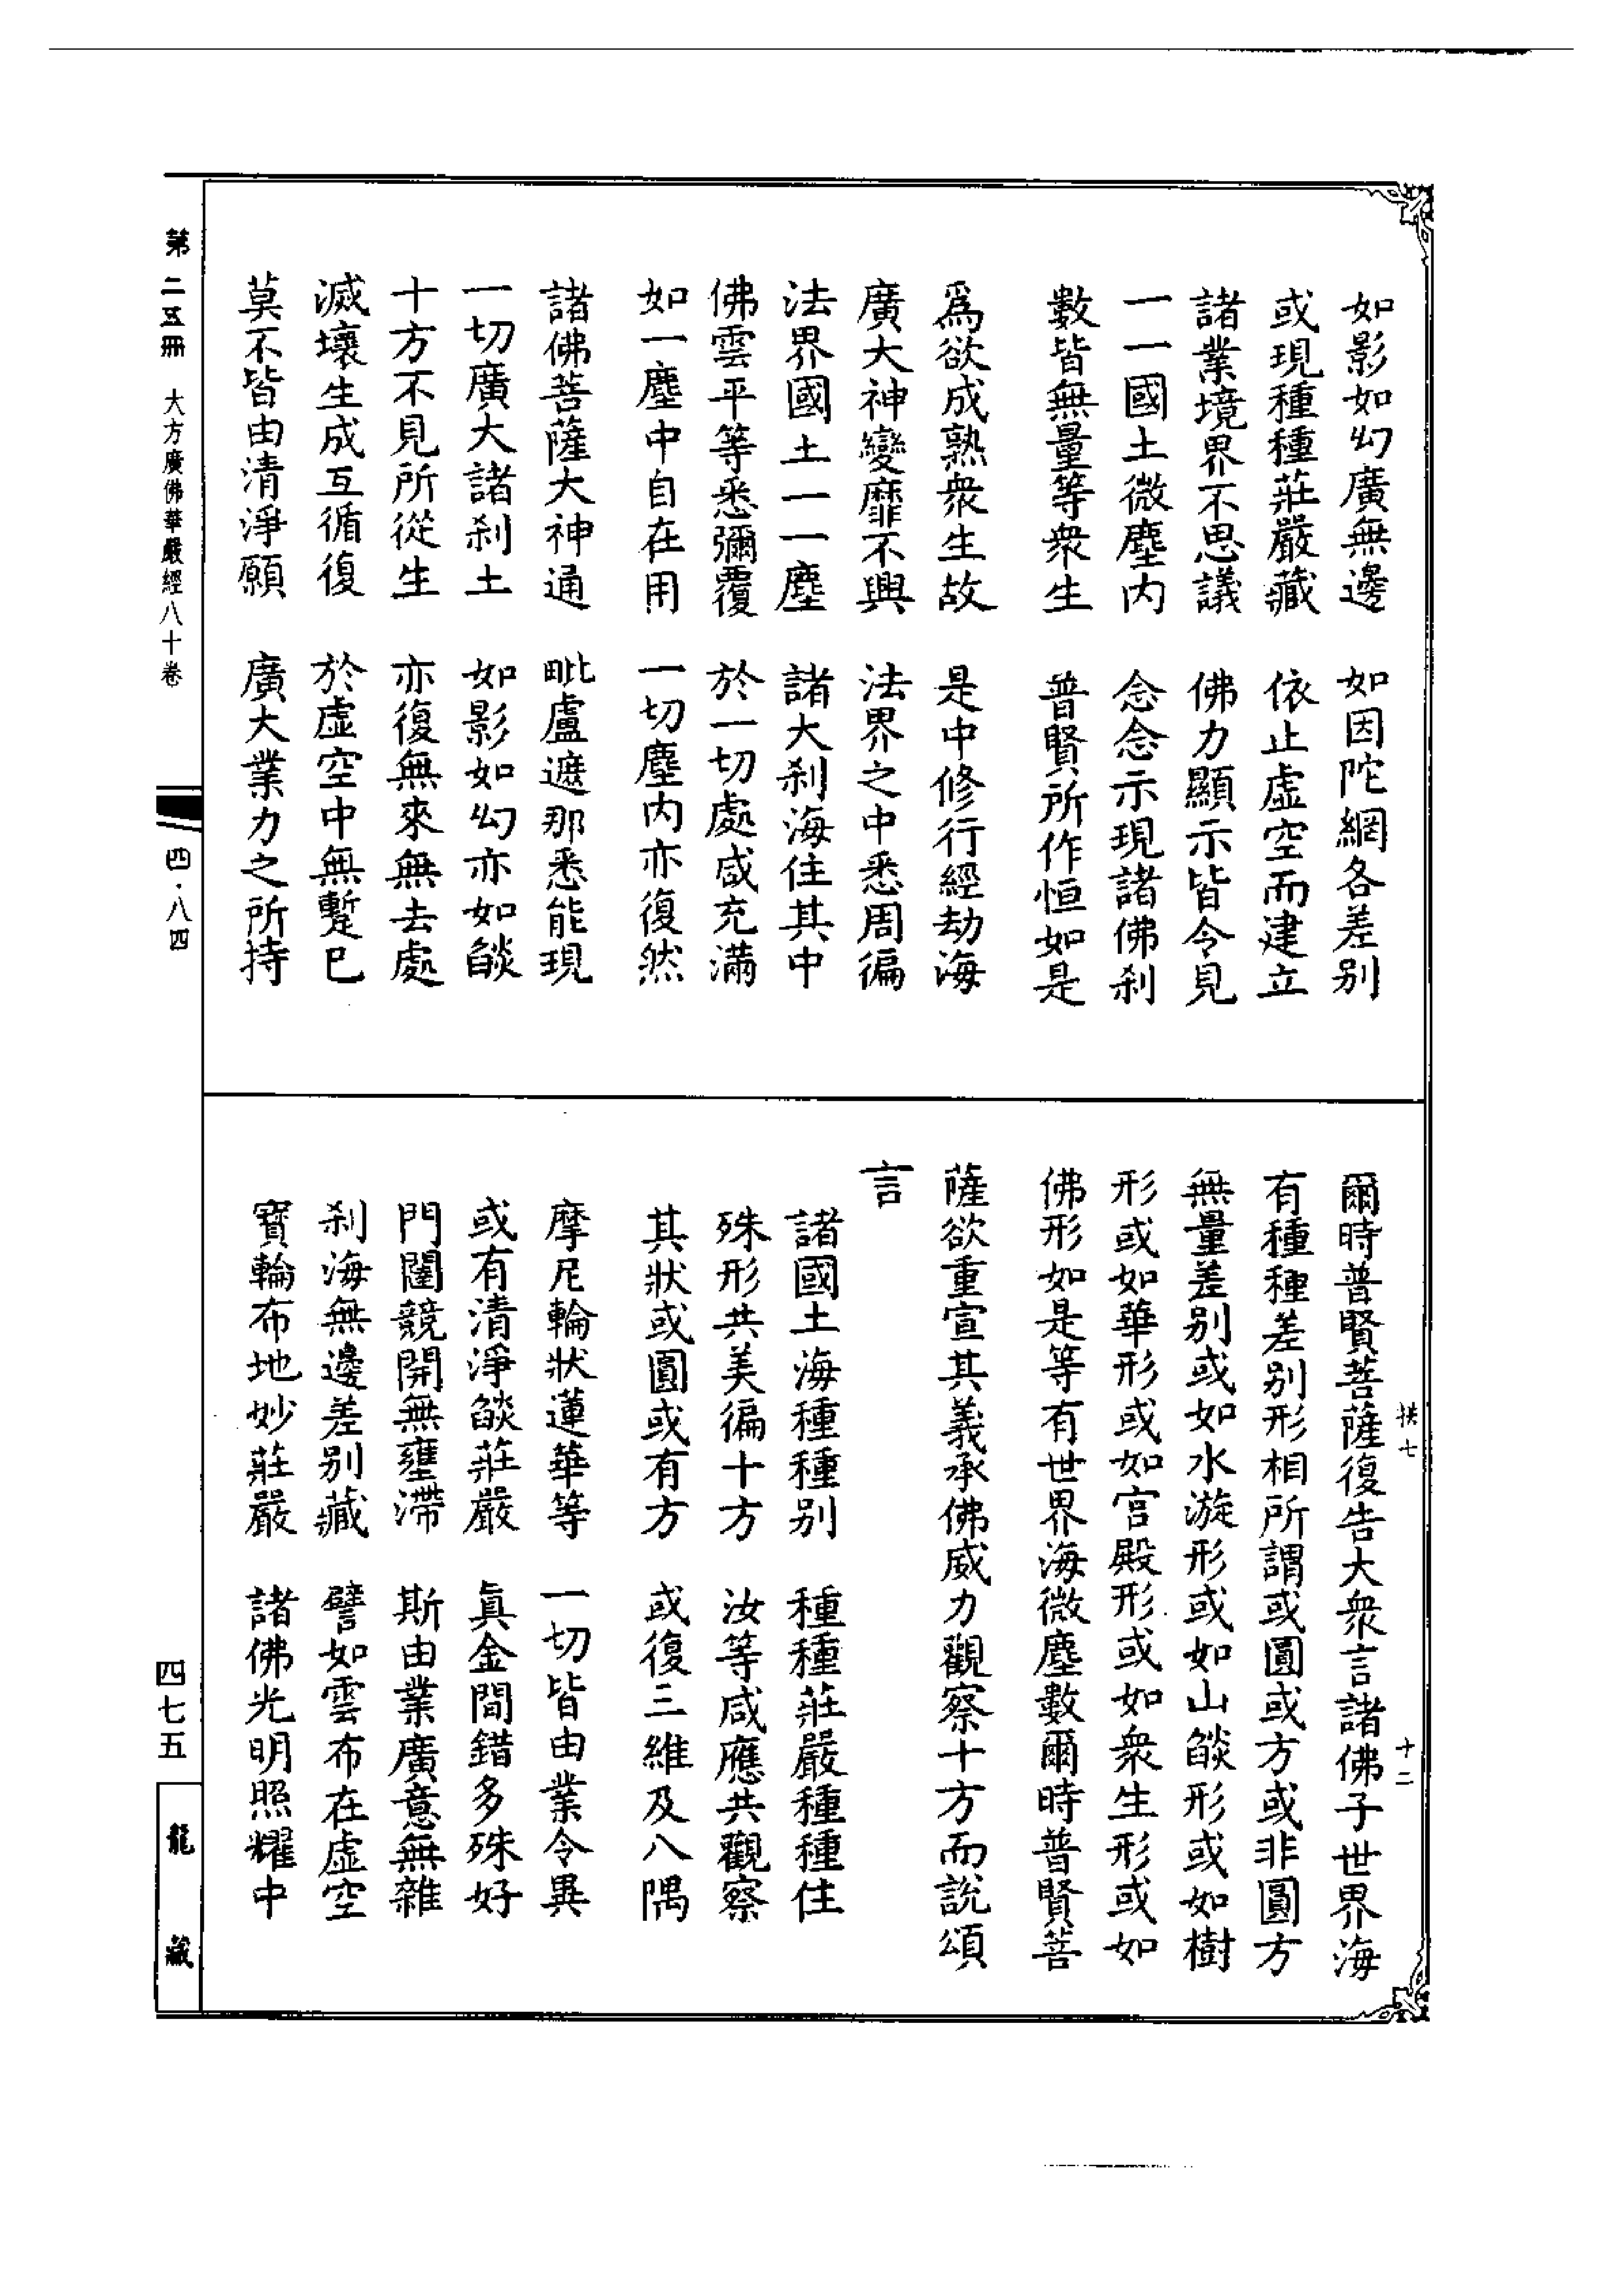 如影如幻廣無邊　如因陀網各差别
或現種種莊嚴藏　依止虚空而建立
諸業境界不思議　佛力顯示皆令見
一一國土微塵内　念念示現諸佛刹
數皆無量等衆生　普賢所作恒如是
爲欲成熟衆生故　是中修行經劫海
廣大神變靡不興　法界之中悉周徧
法界國土一一塵　諸大刹海住其中
佛雲平等悉彌覆　於一切處咸充滿
如一塵中自在用　一切塵内亦復然
諸佛菩薩大神通　毗盧遮那悉能現
一切廣大諸刹土　如影如幻亦如燄
十方不見所從生　亦復無來無去處
滅壞生成互循復　於虚空中無暫已
莫不皆由清淨願　廣大業力之所持
拱七　十二
爾時普賢菩薩復告大衆言諸佛子世界海
有種種差别形相所謂或圓或方或非圓方
無量差别或如水漩形或如山燄形或如樹
形或如華形或如宫殿形或如衆生形或如
佛形如是等有世界海微塵數爾時普賢菩
薩欲重宣其義承佛威力觀察十方而說頌
言
諸國土海種種别　種種莊嚴種種住
殊形共美徧十方　汝等咸應共觀察
其狀或圓或有方　或復三維及八隅
摩尼輪狀蓮華等　一切皆由業令異
或有清淨燄莊嚴　眞金間錯多殊好
門闥競開無壅滯　斯由業廣意無雜
刹海無邊差别藏　譬如雲布在虚空
寳輪布地妙莊嚴　諸佛光明照耀中
第二五冊　大方廣佛華嚴經八十卷　四·八四　四七五　龍藏